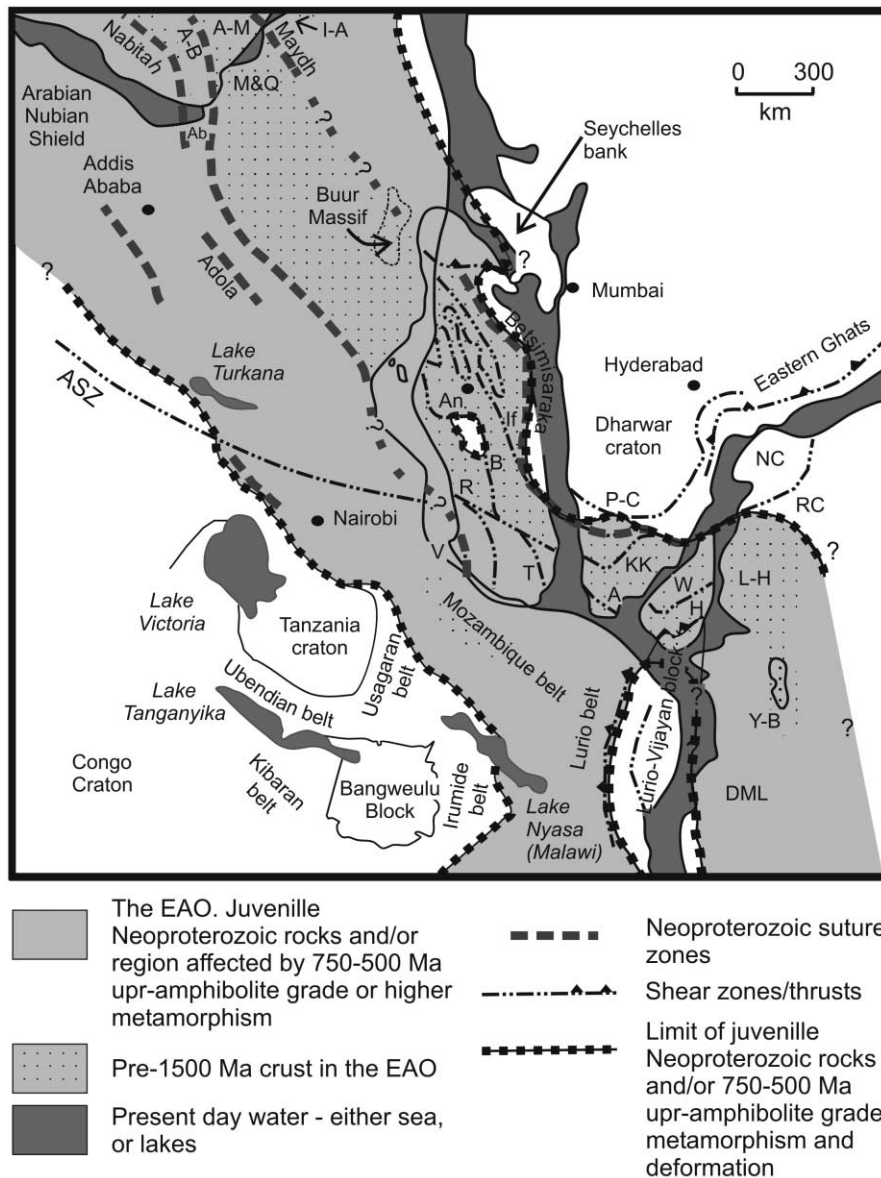 Nabitah
A-B
A-M
Maydh
I-A
M&Q
Arabian
Nubian
Shield
Ab
0 300
km
Seychelles
bank
Addis
Ababa
Buur
Massif
?
?
?
?
Adola
Mumbai
Betsimisaraka
Hyderabad
Eastern Ghats
Lake
Turkana
ASZ
An.
If
Dharwar
craton
B
NC
?
R
P-C
RC
?
Nairobi
V
T
KK
A
W
H
L-H
?
Lake
Victoria
Tanzania
craton
Mozambique belt
Usagaran
belt
Ubendian belt
Lake
Tanganyika
Lurio belt
Lurio-Vijayan block
?
Y-B
?
Congo
Craton
Kibaran
belt
Bangweulu
Block
Irumide
belt
Lake
Nyasa
(Malawi)
DML
The EAO. Juvenille
Neoproterozoic rocks and/or
region affected by 750-500 Ma
upr-amphibolite grade or higher
metamorphism
Pre-1500 Ma crust in the EAO
Present day water - either sea,
or lakes
Neoproterozoic suture
zones
Shear zones/thrusts
Limit of juvenille
Neoproterozoic rocks
and/or 750-500 Ma
upr-amphibolite grade
metamorphism and
deformation